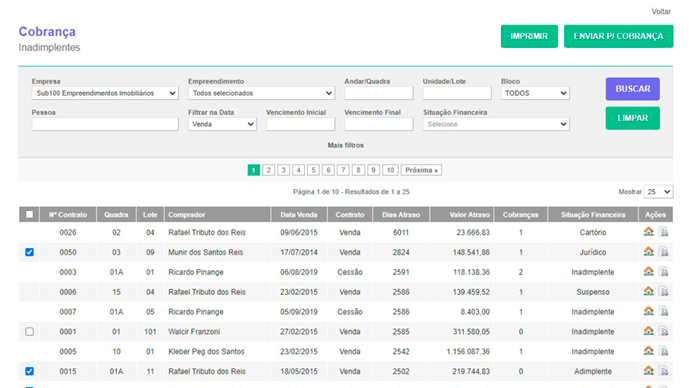 Voltar
Cobrança
Inadimplentes
IMPRIMIR
ENVIAR P/ COBRANÇA
Empresa Empreendimento Andar/Quadra Unidade/Lote Bloco
Sub100 Empreendimentos Imobiliários Todos selecionados TODOS
BUSCAR
Pessoa Filtrar na Data Vencimento Inicial Vencimento Final Situação Financeira
Venda Selecione
LIMPAR
Mais filtros
1 2 3 4 5 6 7 8 9 10 Próxima »
Página 1 de 10 - Resultados de 1 a 25
Mostrar 25
Nº Contrato Quadra Lote Comprador Data Venda Contrato Dias Atraso Valor Atraso Cobranças Situação Financeira Ações
0026 02 04 Rafael Tributo dos Reis 09/06/2015 Venda 6011 23.666,83 1 Cartório
0050 03 09 Munir dos Santos Reis 17/07/2014 Venda 2824 148.541,86 1 Jurídico
0003 01A 01 Ricardo Pinange 06/08/2019 Cessão 2591 118.138,36 2 Inadimplente
0006 15 04 Rafael Tributo dos Reis 23/02/2015 Venda 2586 139.459,52 1 Suspenso
0007 01A 05 Ricardo Pinange 05/09/2019 Cessão 2586 8.403,00 1 Inadimplente
0001 01 101 Walcir Franzoni 27/02/2015 Venda 2585 311.580,05 0 Inadimplente
0005 10 01 Kleber Peg dos Santos 23/02/2015 Venda 2542 1.156.087,36 1 Inadimplente
0015 01A 11 Rafael Tributo dos Reis 18/05/2015 Venda 2502 219.744,83 0 Adimplente